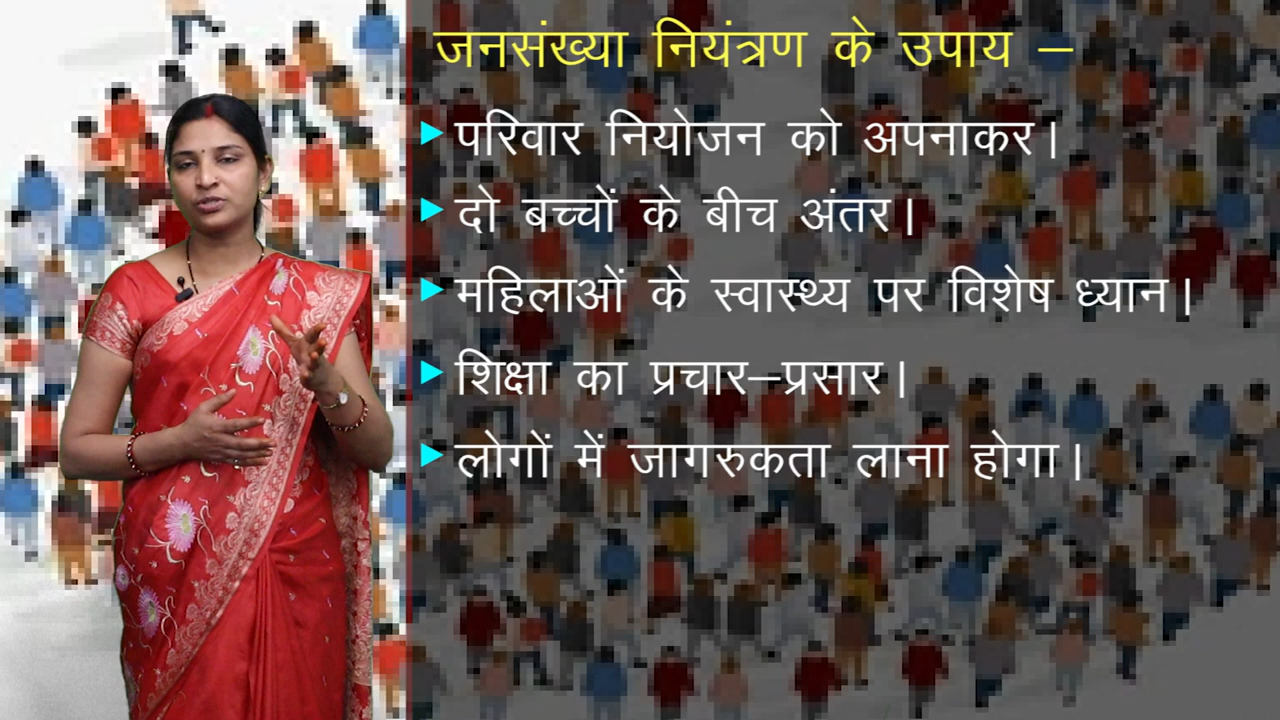 जनसंख्या नियंत्रण के उपाय –
परिवार नियोजन को अपनाकर।
दो बच्चों के बीच अंतर।
महिलाओं के स्वास्थ्य पर विशेष ध्यान।
शिक्षा का प्रचार–प्रसार।
लोगों में जागरुकता लाना होगा।